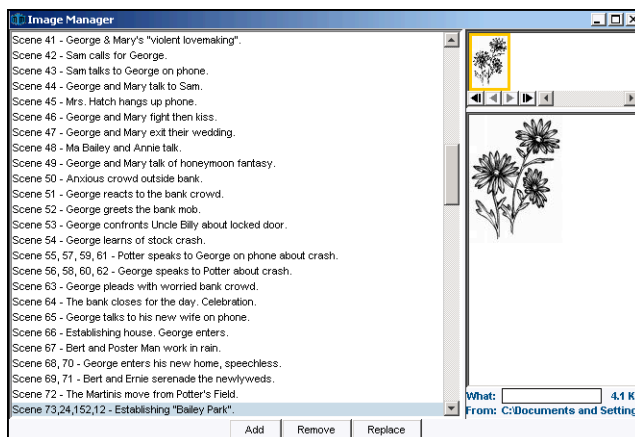 Image Manager
Scene 41 - George & Mary's "violent lovemaking".
Scene 42 - Sam calls for George.
Scene 43 - Sam talks to George on phone.
Scene 44 - George and Mary talk to Sam.
Scene 45 - Mrs. Hatch hangs up phone.
Scene 46 - George and Mary fight then kiss.
Scene 47 - George and Mary exit their wedding.
Scene 48 - Ma Bailey and Annie talk.
Scene 49 - George and Mary talk of honeymoon fantasy.
Scene 50 - Anxious crowd outside bank.
Scene 51 - George reacts to the bank crowd.
Scene 52 - George greets the bank mob.
Scene 53 - George confronts Uncle Billy about locked door.
Scene 54 - George learns of stock crash.
Scene 55, 57, 59, 61 - Potter speaks to George on phone about crash.
Scene 56, 58, 60, 62 - George speaks to Potter about crash.
Scene 63 - George pleads with worried bank crowd.
Scene 64 - The bank closes for the day. Celebration.
Scene 65 - George talks to his new wife on phone.
Scene 66 - Establishing house. George enters.
Scene 67 - Bert and Poster Man work in rain.
Scene 68, 70 - George enters his new home, speechless.
Scene 69, 71 - Bert and Ernie serenade the newlyweds.
Scene 72 - The Martinis move from Potter's Field.
Scene 73,24,152,12 - Establishing "Bailey Park".
What: 4.1 K
From: C:\Documents and Setting
Add Remove Replace